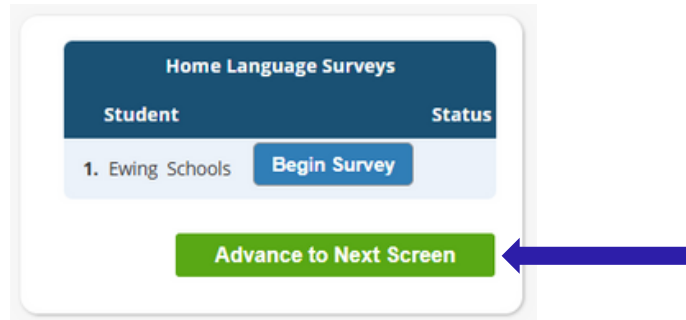 Home Language Surveys
Student Status
1. Ewing Schools Begin Survey
Advance to Next Screen